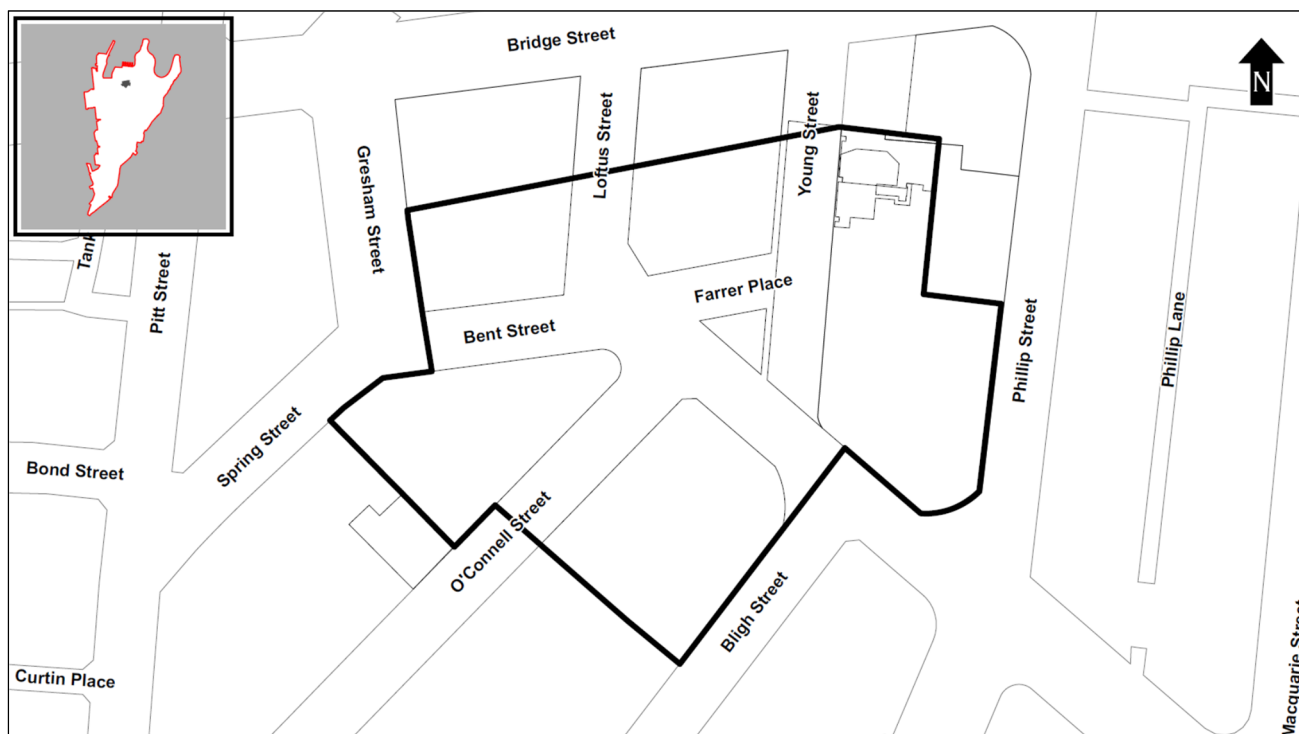 Bridge Street
N
Loftus Street
Young Street
Gresham Street
Tank
Pitt Street
Farrer Place
Bent Street
Phillip Street
Phillip Lane
Spring Street
Bond Street
O'Connell Street
Bligh Street
Curtin Place
Macquarie Street